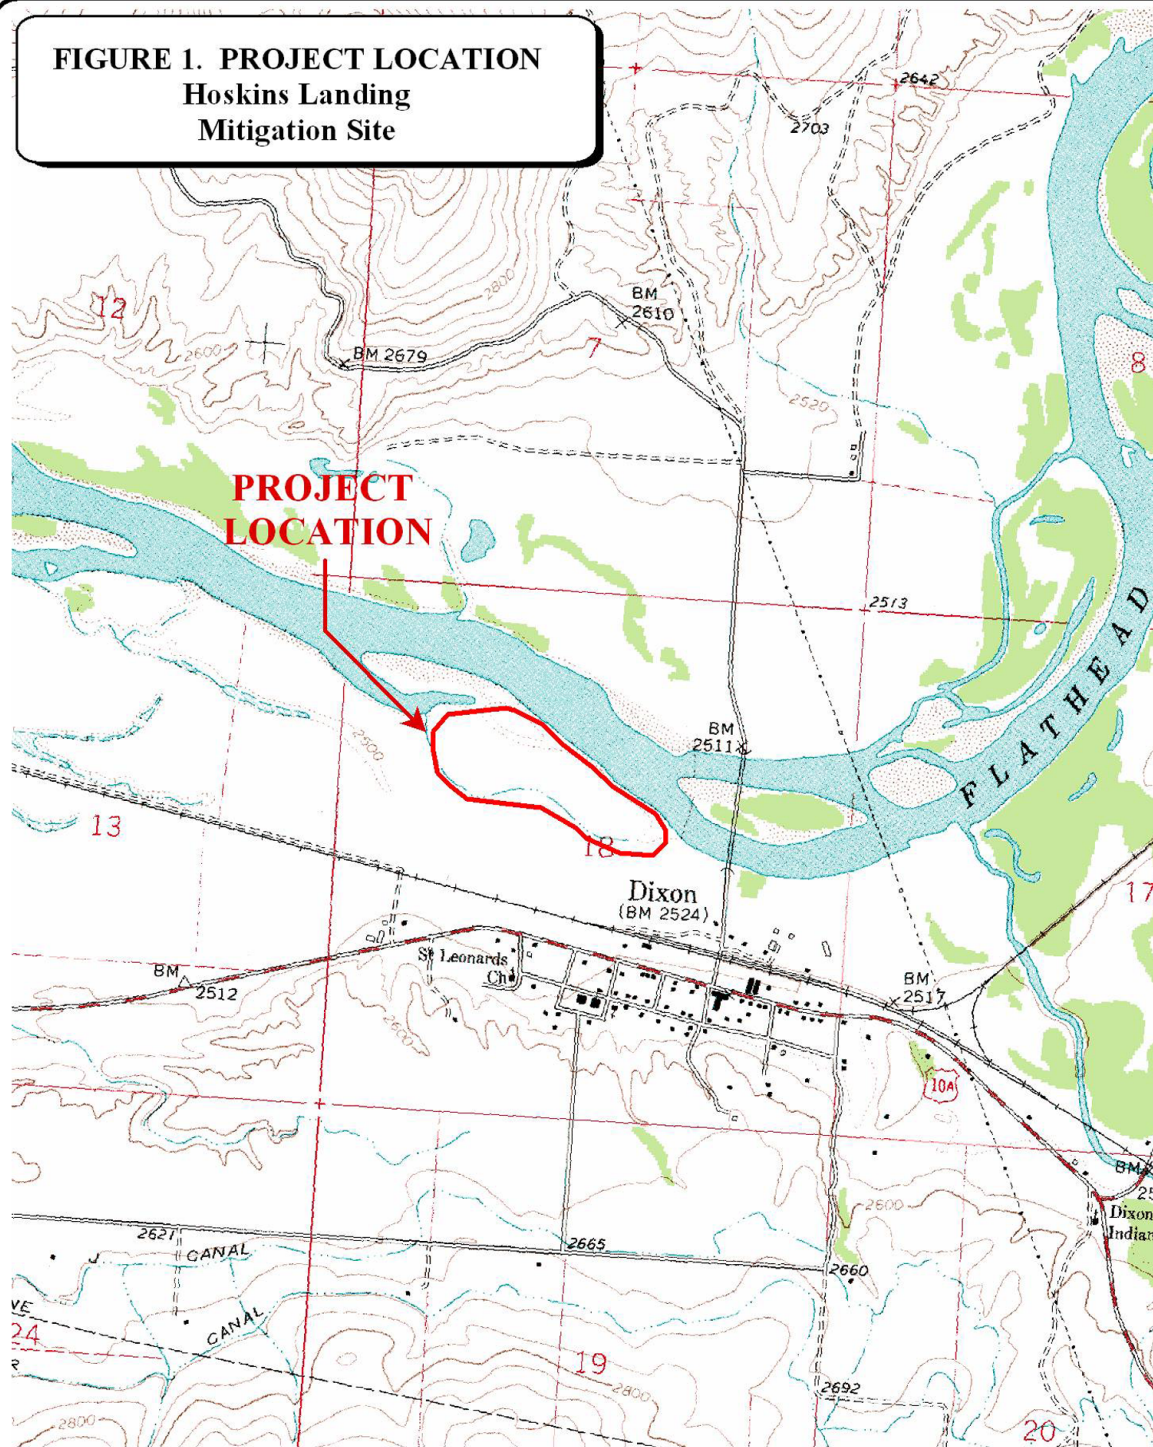 FIGURE 1. PROJECT LOCATION
Hoskins Landing
Mitigation Site
2642
2703
2800
BM
2610
12
2600
BM 2679
7
8
2520
PROJECT
LOCATION
2513
FLATHEAD
BM
2511
2500
13
18
Dixon
(BM 2524)
17
St Leonards
Ch
BM
2512
BM
2517
2600
10A
BM
2600
Dixon
Indian
2621
CANAL
2665
2660
CANAL
24
19
2800
2692
2800
20